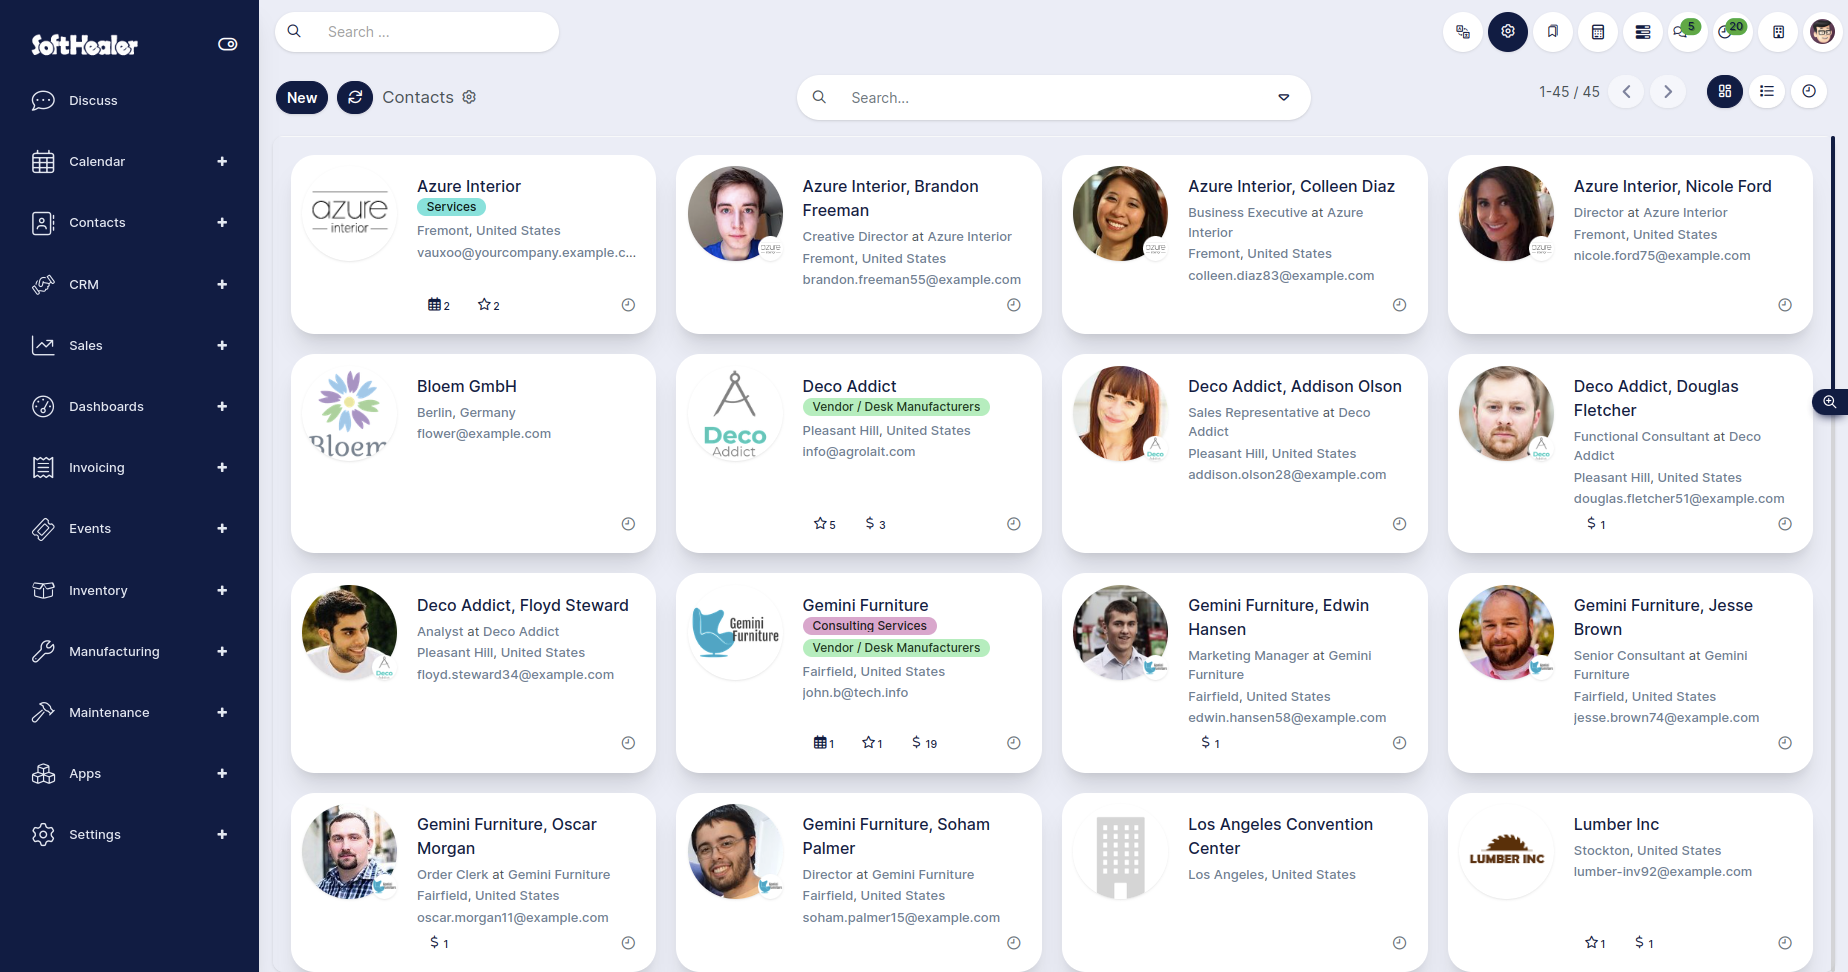 SoftHealer
Search ...
5
20
Discuss
Calendar
Contacts
CRM
Sales
Dashboards
Invoicing
Events
Inventory
Manufacturing
Maintenance
Apps
Settings
New
Contacts
Search...
1-45 / 45
azure
interior
Azure Interior
Services
Fremont, United States
vauxoo@yourcompany.example.c...
2
2
Azure Interior, Brandon
Freeman
Creative Director at Azure Interior
Fremont, United States
brandon.freeman55@example.com
azure
Azure Interior, Colleen Diaz
Business Executive at Azure
Interior
Fremont, United States
colleen.diaz83@example.com
azure
Azure Interior, Nicole Ford
Director at Azure Interior
Fremont, United States
nicole.ford75@example.com
azure
Bloem
Bloem GmbH
Berlin, Germany
flower@example.com
Deco
Addict
Deco Addict
Vendor / Desk Manufacturers
Pleasant Hill, United States
info@agrolait.com
5
$ 3
Deco Addict, Addison Olson
Sales Representative at Deco
Addict
Pleasant Hill, United States
addison.olson28@example.com
Deco
Deco Addict, Douglas
Fletcher
Functional Consultant at Deco
Addict
Pleasant Hill, United States
douglas.fletcher51@example.com
Deco
$ 1
Deco Addict, Floyd Steward
Analyst at Deco Addict
Pleasant Hill, United States
floyd.steward34@example.com
Deco
Gemini
Furniture
Gemini Furniture
Consulting Services
Vendor / Desk Manufacturers
Fairfield, United States
john.b@tech.info
1
1
$ 19
Gemini Furniture, Edwin
Hansen
Marketing Manager at Gemini
Furniture
Fairfield, United States
edwin.hansen58@example.com
$ 1
Gemini Furniture, Jesse
Brown
Senior Consultant at Gemini
Furniture
Fairfield, United States
jesse.brown74@example.com
Gemini Furniture, Oscar
Morgan
Order Clerk at Gemini Furniture
Fairfield, United States
oscar.morgan11@example.com
$ 1
Gemini Furniture, Soham
Palmer
Director at Gemini Furniture
Fairfield, United States
soham.palmer15@example.com
Los Angeles Convention
Center
Los Angeles, United States
LUMBER INC
Lumber Inc
Stockton, United States
lumber-inv92@example.com
1
$ 1